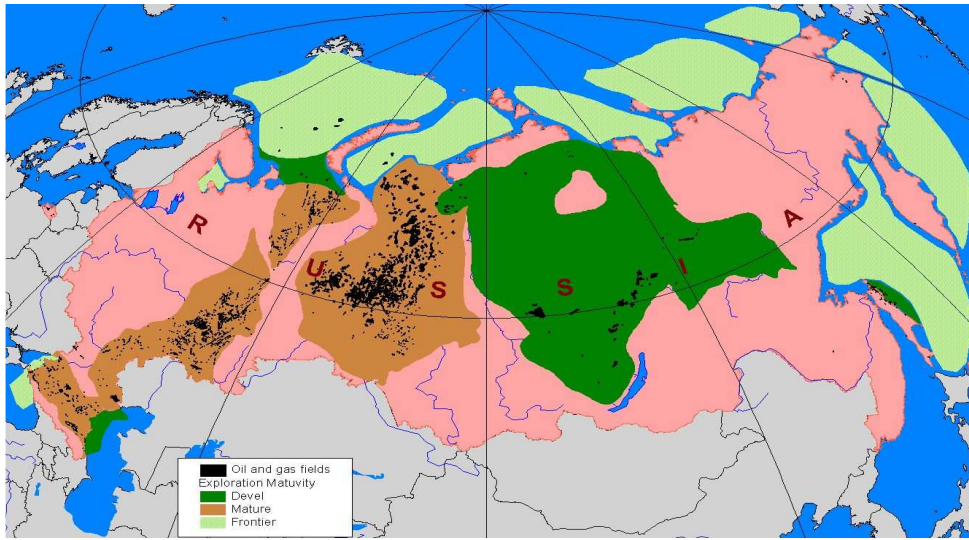 R U S S I A
Oil and gas fields
Exploration Matuvity
Devel
Mature
Frontier